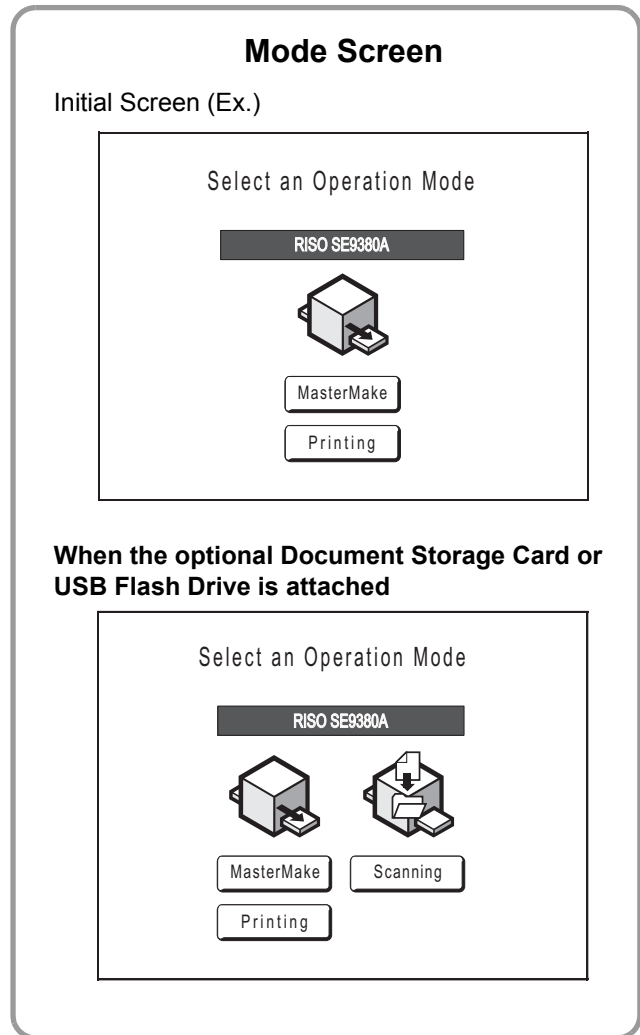 Mode Screen
Initial Screen (Ex.)
Select an Operation Mode
RISO SE9380A
MasterMake
Printing
When the optional Document Storage Card or
USB Flash Drive is attached
Select an Operation Mode
RISO SE9380A
MasterMake Scanning
Printing